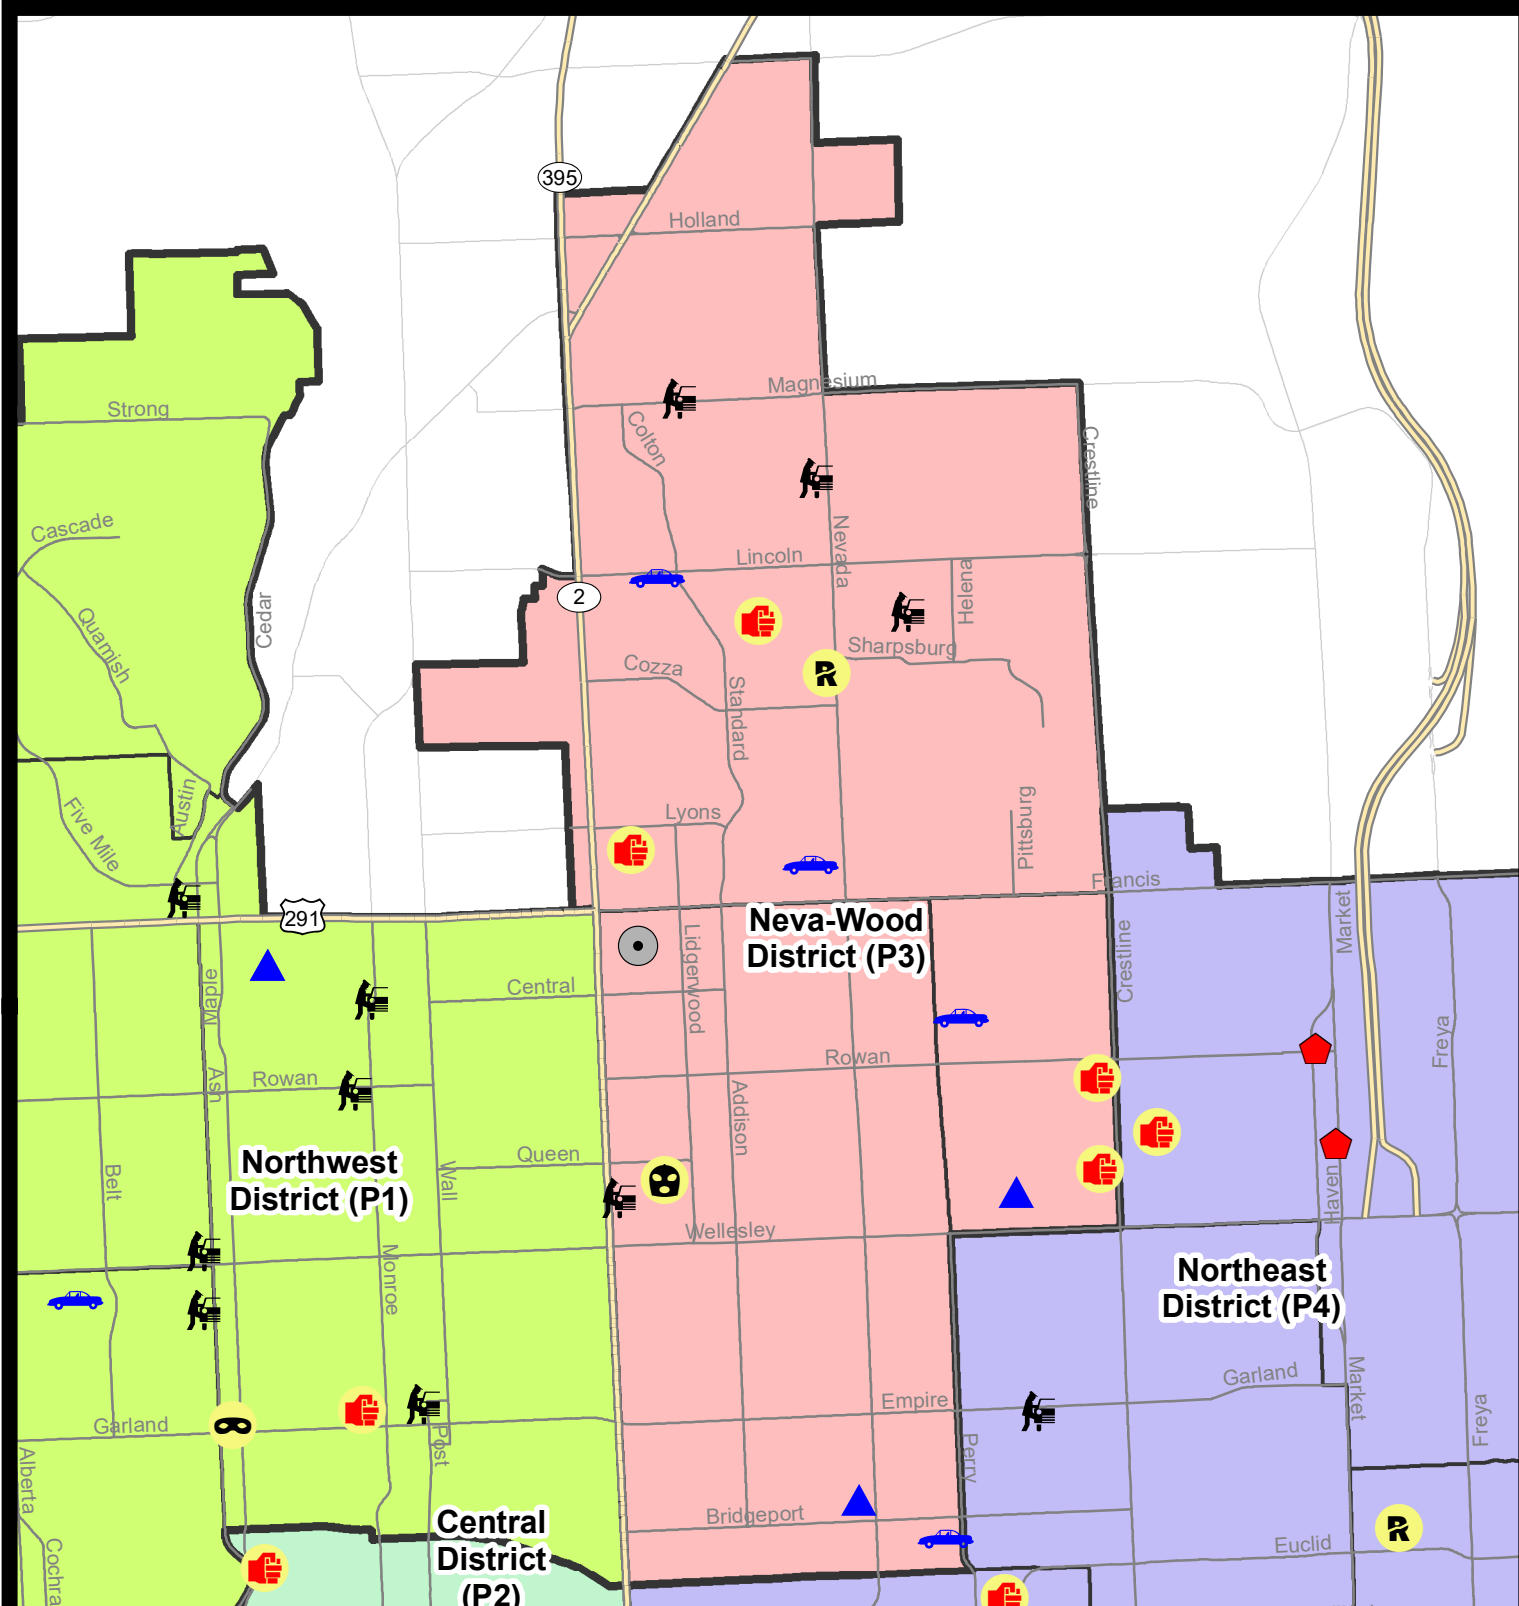 395
Holland
Magnesium
Strong
Colton
Crestline
Cascade
Nevada
Lincoln
Helena
2
Quamish
Cedar
Sharpsburg
Cozza
R
Standard
Austin
Five Mile
Lyons
Pittsburg
Francis
291
Market
Neva-Wood
District (P3)
Lidgerwood
Crestline
Maple
Central
Freya
Rowan
Ash
Rowan
Addison
Queen
Northwest
District (P1)
Belt
Wall
Haven
Wellesley
Monroe
Northeast
District (P4)
Garland
Empire
Market
Freya
Garland
Post
Perry
Alberta
Bridgeport
Central
District
(P2)
R
Euclid
Cochra